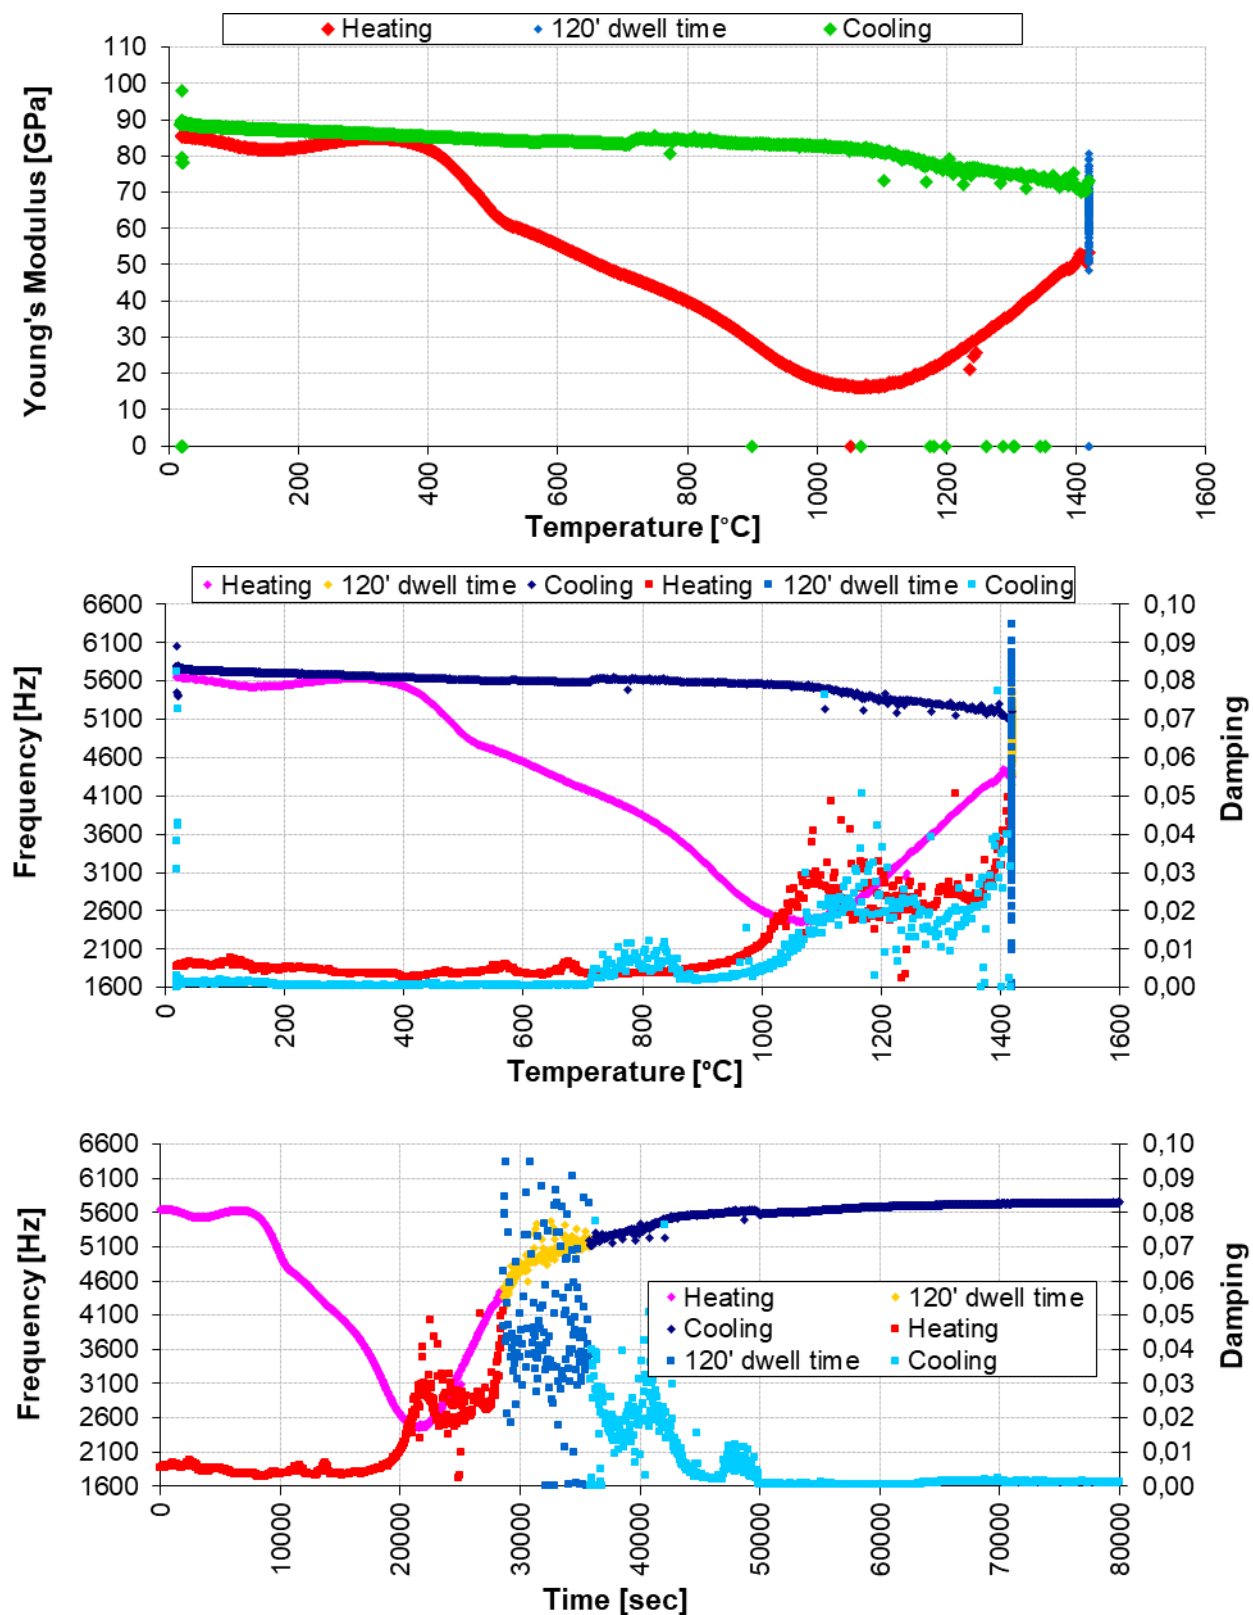 Heating 120' dwell time Cooling
110
100
90
80
70
60
50
40
30
20
10
0
Young's Modulus [GPa]
0 200 400 600 800 1000 1200 1400 1600
Temperature [°C]
Heating 120' dwell time Cooling Heating 120' dwell time Cooling
6600 0,10
6100 0,09
5600 0,08
5100 0,07
4600 0,06
4100 0,05
3600 0,04
3100 0,03
2600 0,02
2100 0,01
1600 0,00
Frequency [Hz]
Damping
0 200 400 600 800 1000 1200 1400 1600
Temperature [°C]
6600 0,10
6100 0,09
5600 0,08
5100 0,07
4600 0,06
4100 0,05
3600 0,04
3100 0,03
2600 0,02
2100 0,01
1600 0,00
Frequency [Hz]
Damping
Heating 120' dwell time
Cooling Heating
120' dwell time Cooling
0 10000 20000 30000 40000 50000 60000 70000 80000
Time [sec]